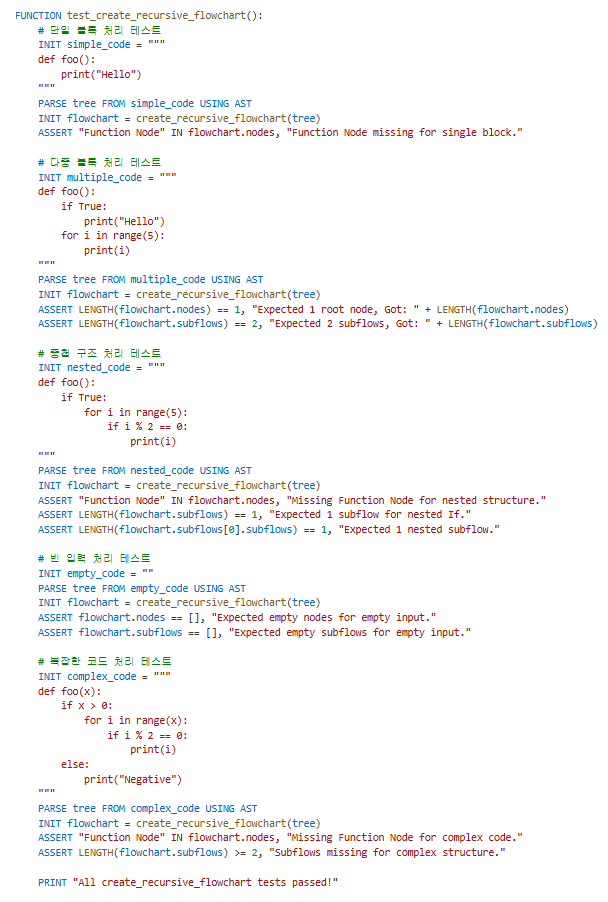 FUNCTION test_create_recursive_flowchart():
# 단일 블록 처리 테스트
INIT simple_code = """
def foo():
print("Hello")
"""
PARSE tree FROM simple_code USING AST
INIT flowchart = create_recursive_flowchart(tree)
ASSERT "Function Node" IN flowchart.nodes, "Function Node missing for single block."
# 다중 블록 처리 테스트
INIT multiple_code = """
def foo():
if True:
print("Hello")
for i in range(5):
print(i)
"""
PARSE tree FROM multiple_code USING AST
INIT flowchart = create_recursive_flowchart(tree)
ASSERT LENGTH(flowchart.nodes) == 1, "Expected 1 root node, Got: " + LENGTH(flowchart.nodes)
ASSERT LENGTH(flowchart.subflows) == 2, "Expected 2 subflows, Got: " + LENGTH(flowchart.subflows)
# 중첩 구조 처리 테스트
INIT nested_code = """
def foo():
if True:
for i in range(5):
if i % 2 == 0:
print(i)
"""
PARSE tree FROM nested_code USING AST
INIT flowchart = create_recursive_flowchart(tree)
ASSERT "Function Node" IN flowchart.nodes, "Missing Function Node for nested structure."
ASSERT LENGTH(flowchart.subflows) == 1, "Expected 1 subflow for nested If."
ASSERT LENGTH(flowchart.subflows[0].subflows) == 1, "Expected 1 nested subflow."
# 빈 입력 처리 테스트
INIT empty_code = ""
PARSE tree FROM empty_code USING AST
INIT flowchart = create_recursive_flowchart(tree)
ASSERT flowchart.nodes == [], "Expected empty nodes for empty input."
ASSERT flowchart.subflows == [], "Expected empty subflows for empty input."
# 복잡한 코드 처리 테스트
INIT complex_code = """
def foo(x):
if x > 0:
for i in range(x):
if i % 2 == 0:
print(i)
else:
print("Negative")
"""
PARSE tree FROM complex_code USING AST
INIT flowchart = create_recursive_flowchart(tree)
ASSERT "Function Node" IN flowchart.nodes, "Missing Function Node for complex code."
ASSERT LENGTH(flowchart.subflows) >= 2, "Subflows missing for complex structure."
PRINT "All create_recursive_flowchart tests passed!"